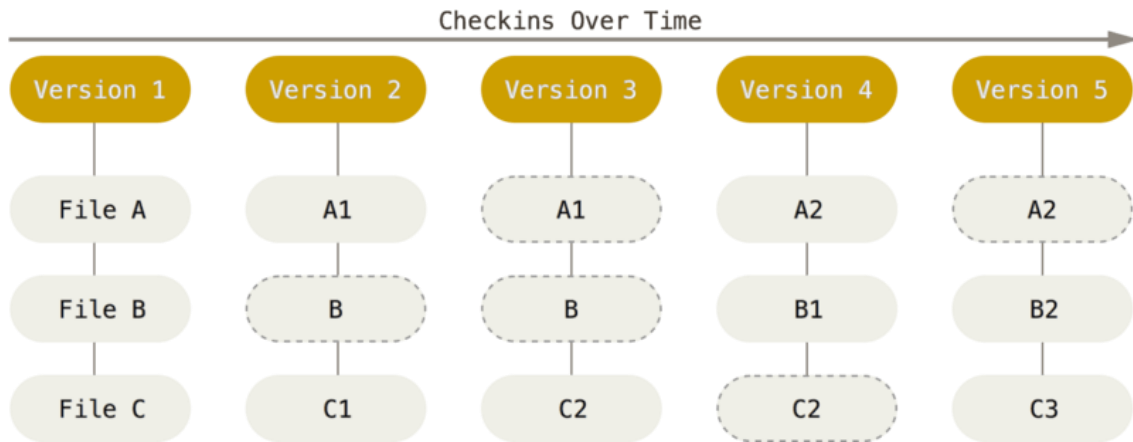 Checkins Over Time
Version 1 Version 2 Version 3 Version 4 Version 5
File A A1 A1 A2 A2
File B B B B1 B2
File C C1 C2 C2 C3